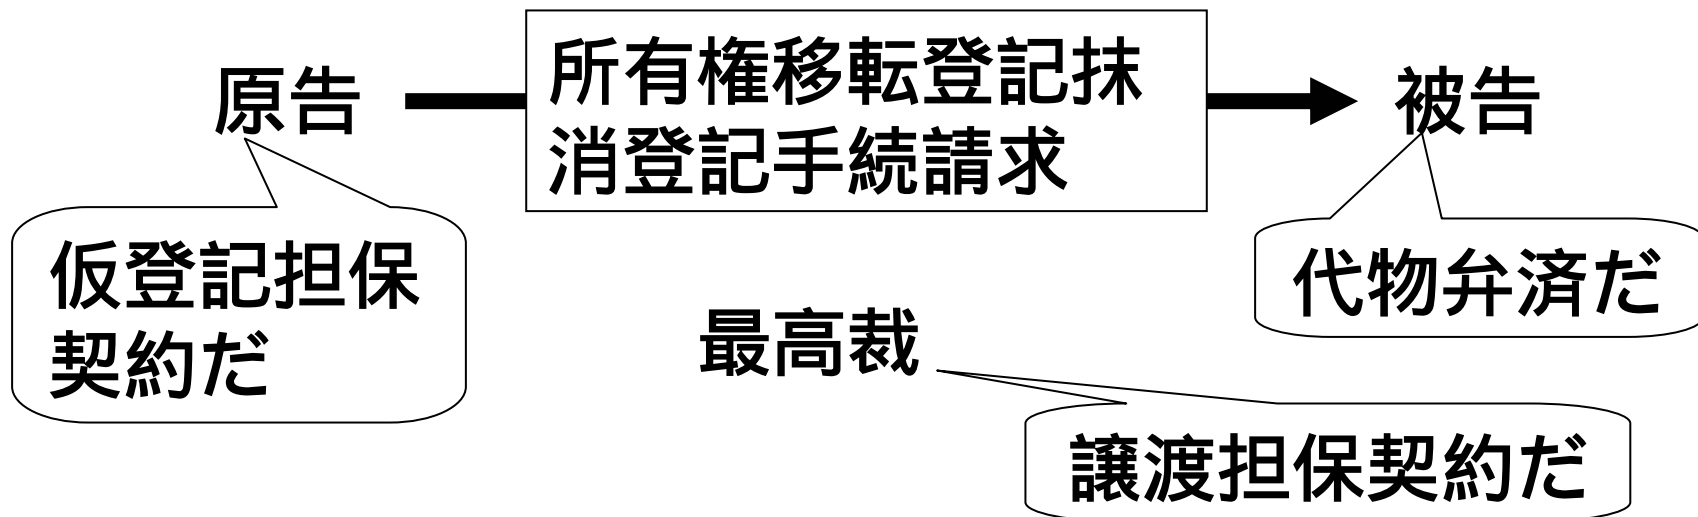 原告
所有権移転登記抹
消登記手続請求
被告
仮登記担保
契約だ
代物弁済だ
最高裁
譲渡担保契約だ